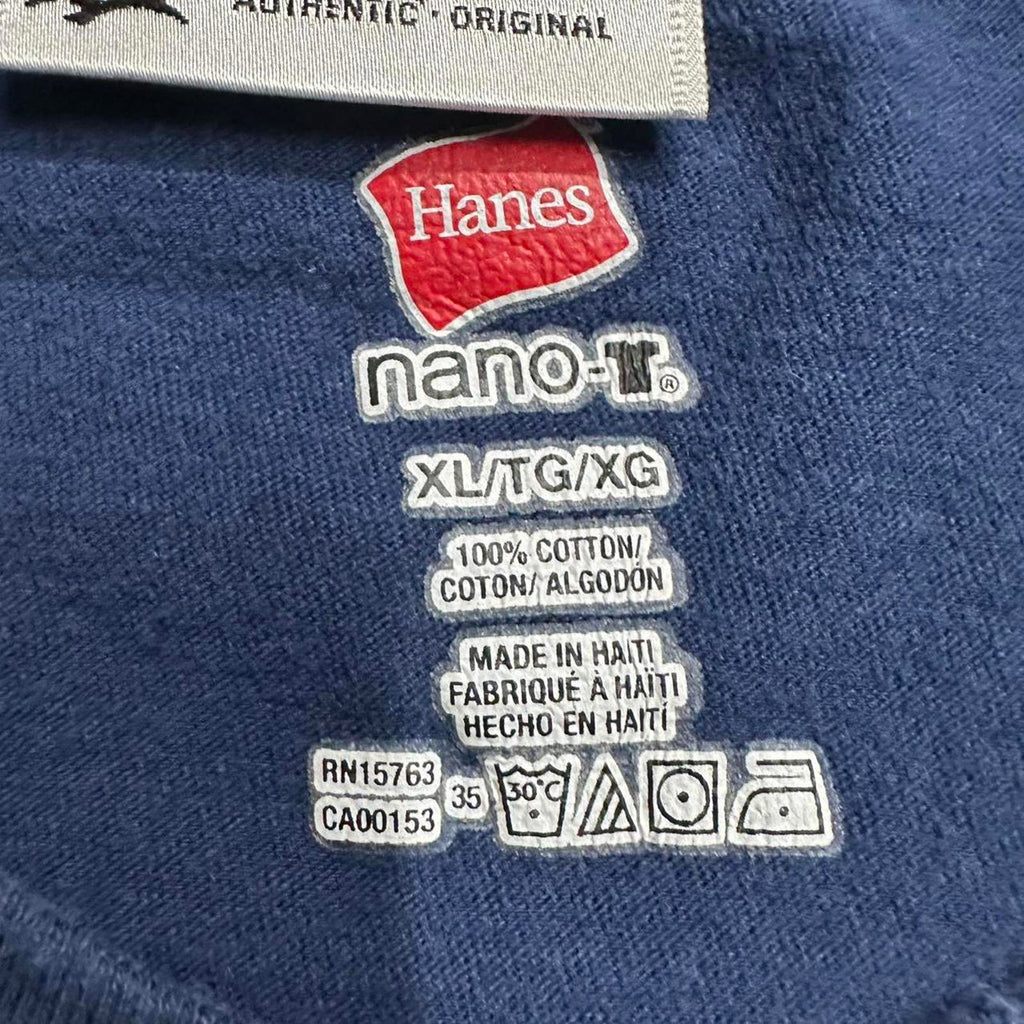 AUTHENTIC · ORIGINAL
Hanes
nano-T®
XL/TG/XG
100% COTTON/
COTON/ ALGODÓN
MADE IN HAITI
FABRIQUÉ À HAÏTI
HECHO EN HAITÍ
RN15763
CA00153
35
30°C